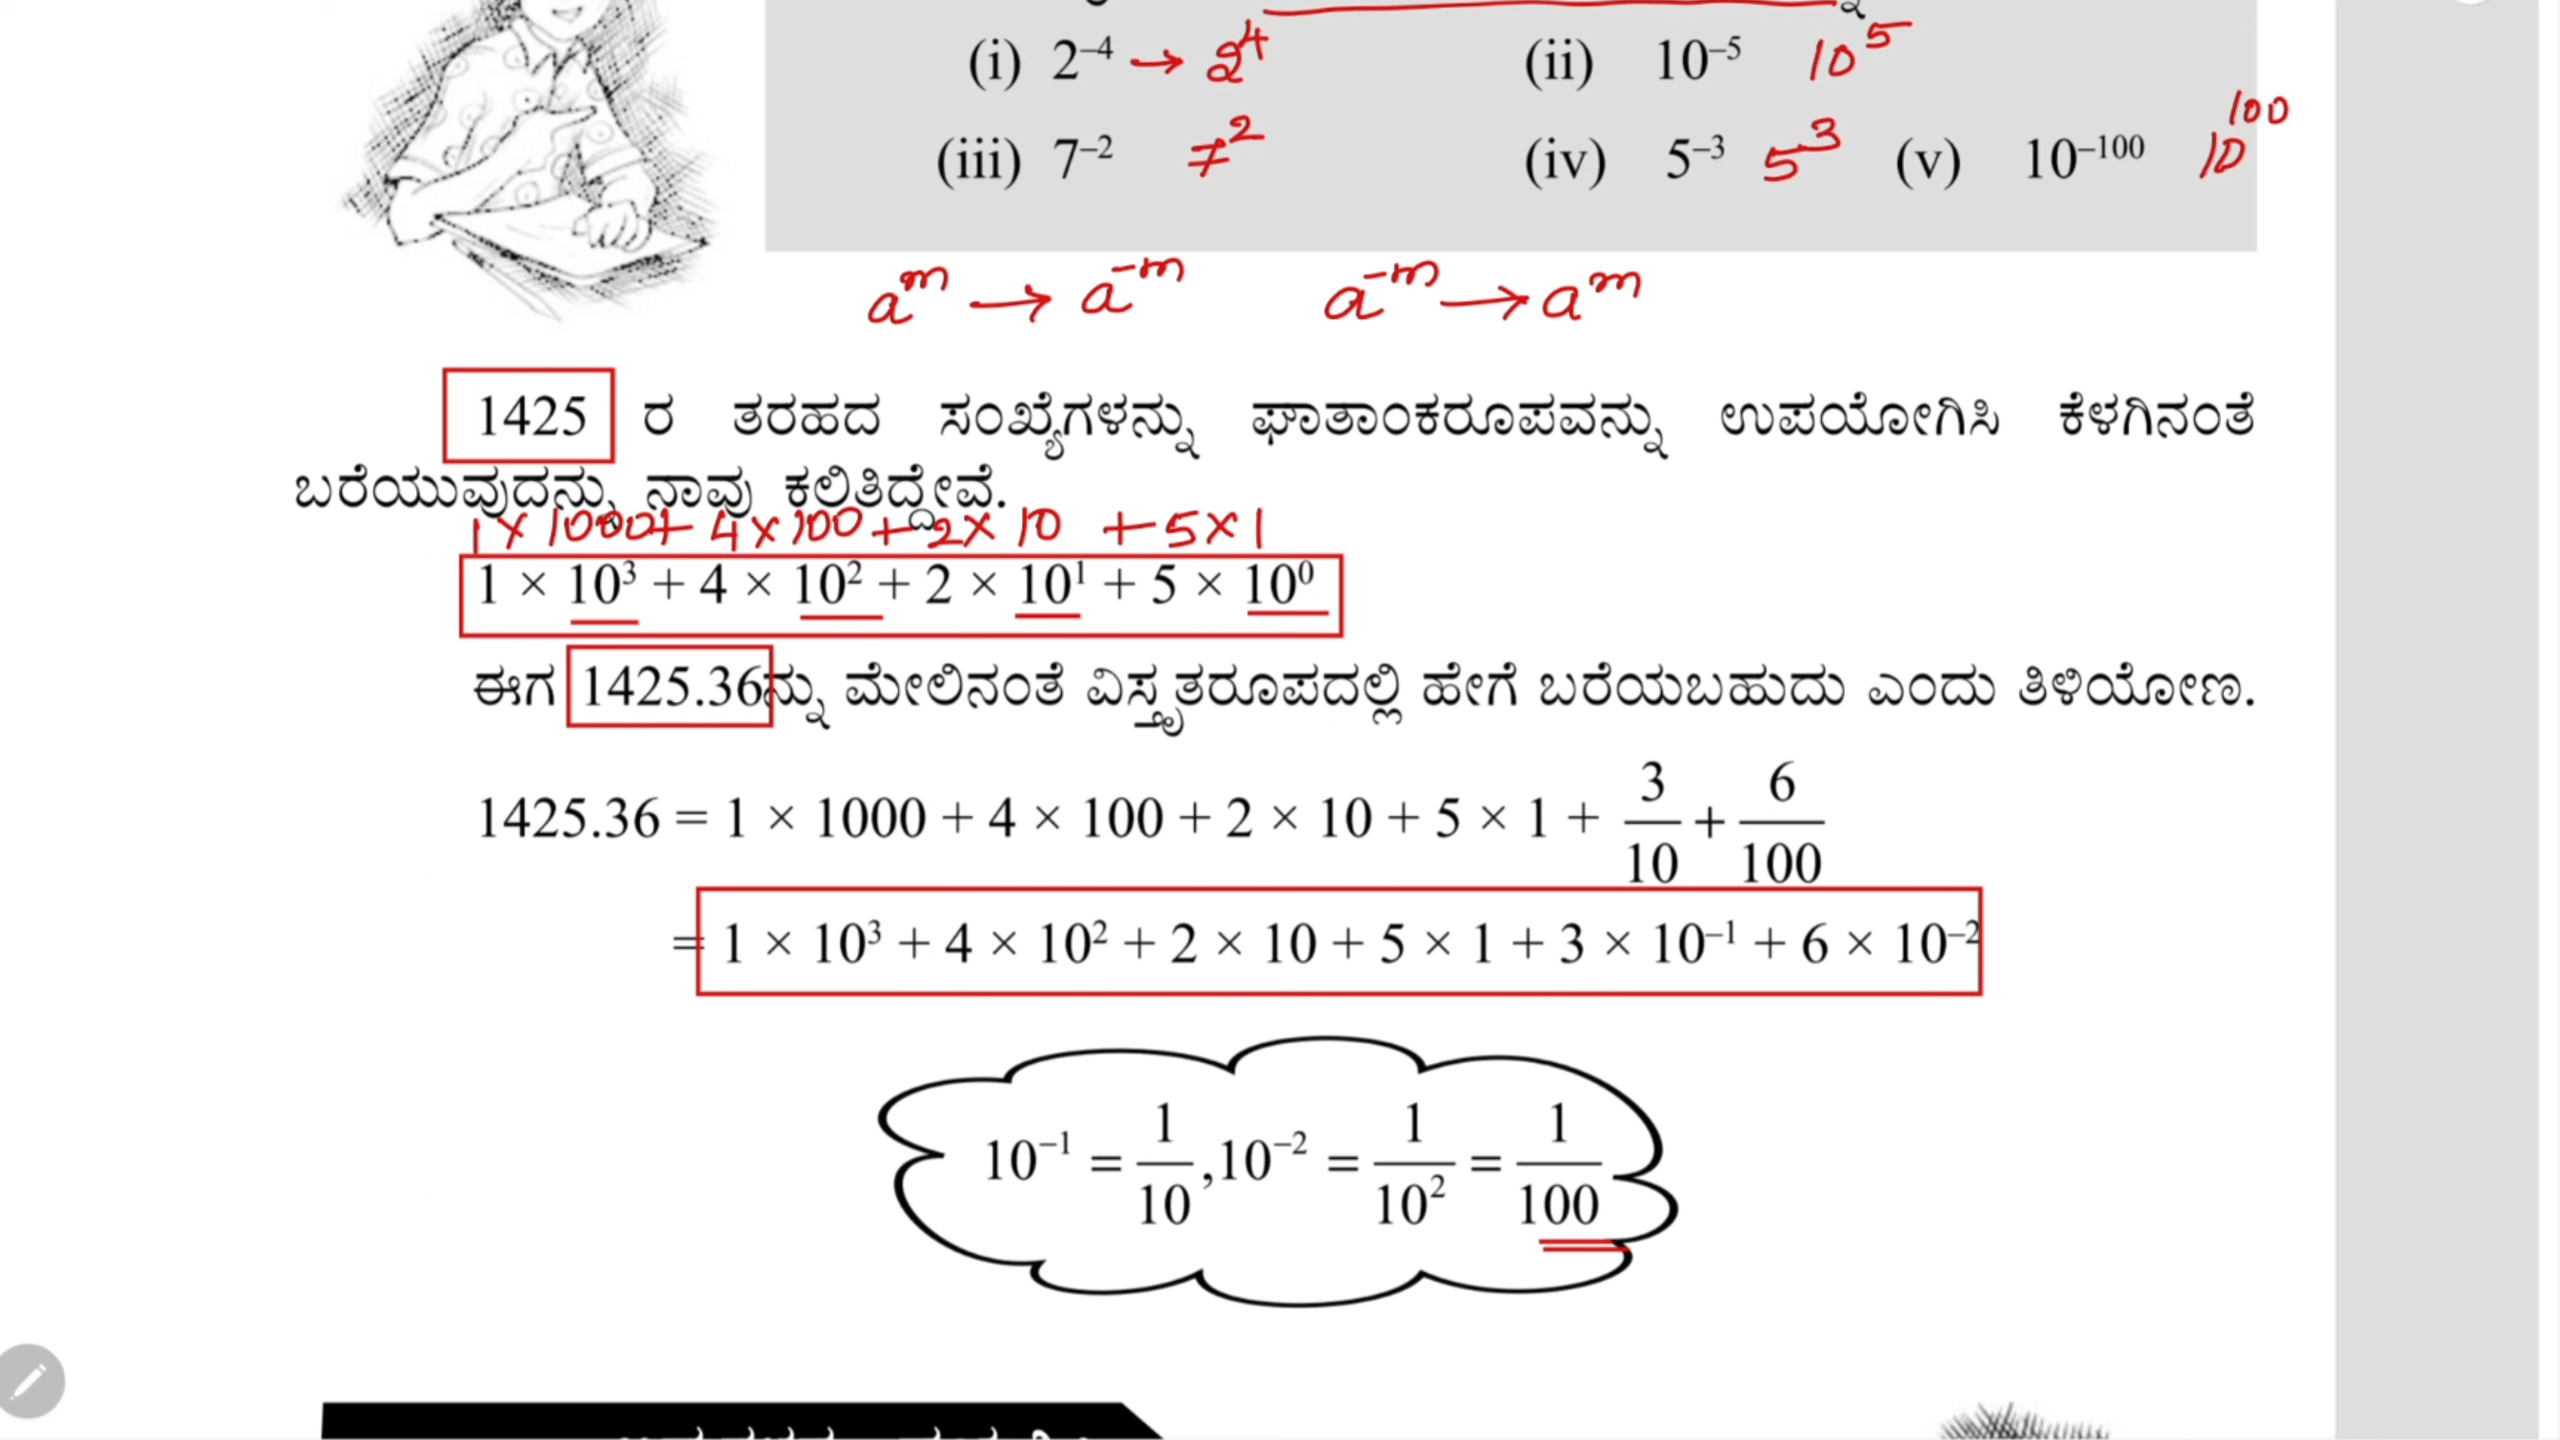 (i) 2⁻⁴ → 2⁴ (ii) 10⁻⁵ 10⁵
(iii) 7⁻² 7² (iv) 5⁻³ 5³ (v) 10⁻¹⁰⁰ 10¹⁰⁰
aᵐ → a⁻ᵐ a⁻ᵐ → aᵐ
1425 ರ ತರಹದ ಸಂಖ್ಯೆಗಳನ್ನು ಘಾತಾಂಕರೂಪವನ್ನು ಉಪಯೋಗಿಸಿ ಕೆಳಗಿನಂತೆ
ಬರೆಯುವುದನ್ನು ನಾವು ಕಲಿತಿದ್ದೇವೆ.
1 × 1000 + 4 × 100 + 2 × 10 + 5 × 1
1 × 10³ + 4 × 10² + 2 × 10¹ + 5 × 10⁰
ಈಗ 1425.36ನ್ನು ಮೇಲಿನಂತೆ ವಿಸ್ತೃತರೂಪದಲ್ಲಿ ಹೇಗೆ ಬರೆಯಬಹುದು ಎಂದು ತಿಳಿಯೋಣ.
1425.36 = 1 × 1000 + 4 × 100 + 2 × 10 + 5 × 1 + 3/10 + 6/100
= 1 × 10³ + 4 × 10² + 2 × 10 + 5 × 1 + 3 × 10⁻¹ + 6 × 10⁻²
10⁻¹ = 1/10 , 10⁻² = 1/10² = 1/100